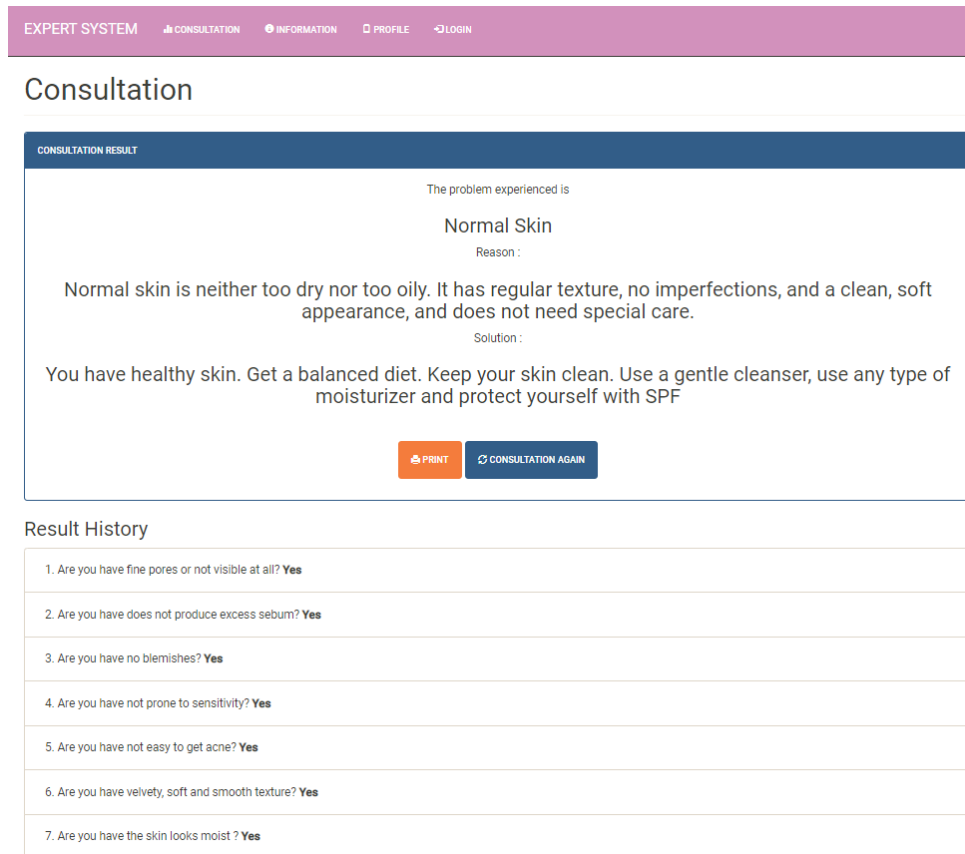 EXPERT SYSTEM CONSULTATION INFORMATION PROFILE LOGIN
Consultation
CONSULTATION RESULT
The problem experienced is
Normal Skin
Reason :
Normal skin is neither too dry nor too oily. It has regular texture, no imperfections, and a clean, soft
appearance, and does not need special care.
Solution :
You have healthy skin. Get a balanced diet. Keep your skin clean. Use a gentle cleanser, use any type of
moisturizer and protect yourself with SPF
PRINT CONSULTATION AGAIN
Result History
1. Are you have fine pores or not visible at all? Yes
2. Are you have does not produce excess sebum? Yes
3. Are you have no blemishes? Yes
4. Are you have not prone to sensitivity? Yes
5. Are you have not easy to get acne? Yes
6. Are you have velvety, soft and smooth texture? Yes
7. Are you have the skin looks moist ? Yes